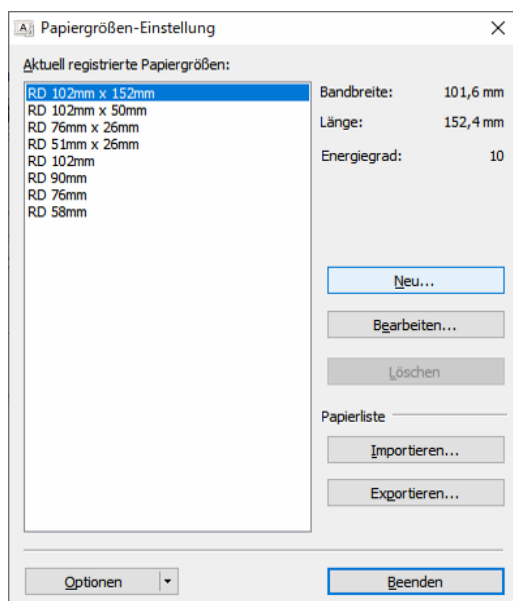 Papiergrößen-Einstellung
Aktuell registrierte Papiergrößen:
RD 102mm x 152mm
RD 102mm x 50mm
RD 76mm x 26mm
RD 51mm x 26mm
RD 102mm
RD 90mm
RD 76mm
RD 58mm
Bandbreite: 101,6 mm
Länge: 152,4 mm
Energiegrad: 10
Neu...
Bearbeiten...
Löschen
Papierliste
Importieren...
Exportieren...
Optionen
Beenden